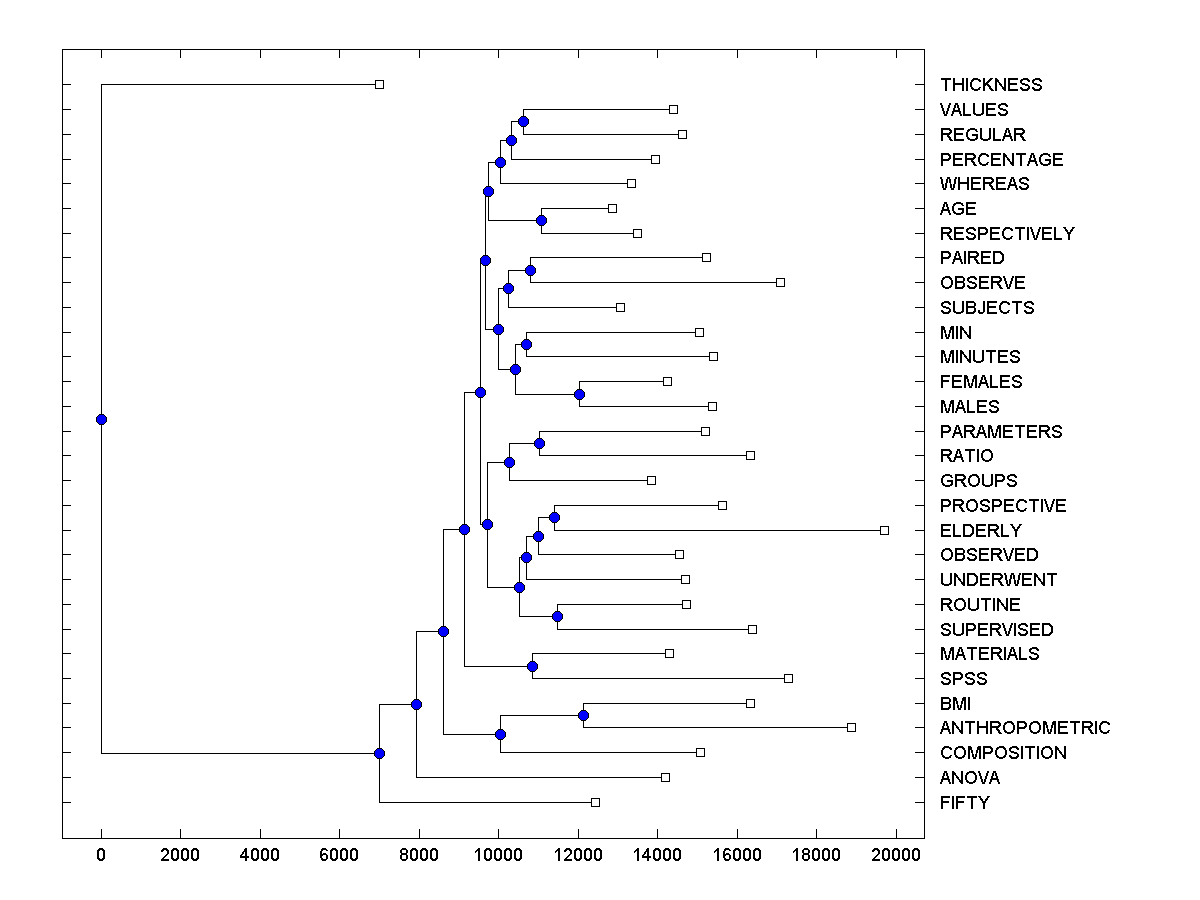 THICKNESS
VALUES
REGULAR
PERCENTAGE
WHEREAS
AGE
RESPECTIVELY
PAIRED
OBSERVE
SUBJECTS
MIN
MINUTES
FEMALES
MALES
PARAMETERS
RATIO
GROUPS
PROSPECTIVE
ELDERLY
OBSERVED
UNDERWENT
ROUTINE
SUPERVISED
MATERIALS
SPSS
BMI
ANTHROPOMETRIC
COMPOSITION
ANOVA
FIFTY
0 2000 4000 6000 8000 10000 12000 14000 16000 18000 20000